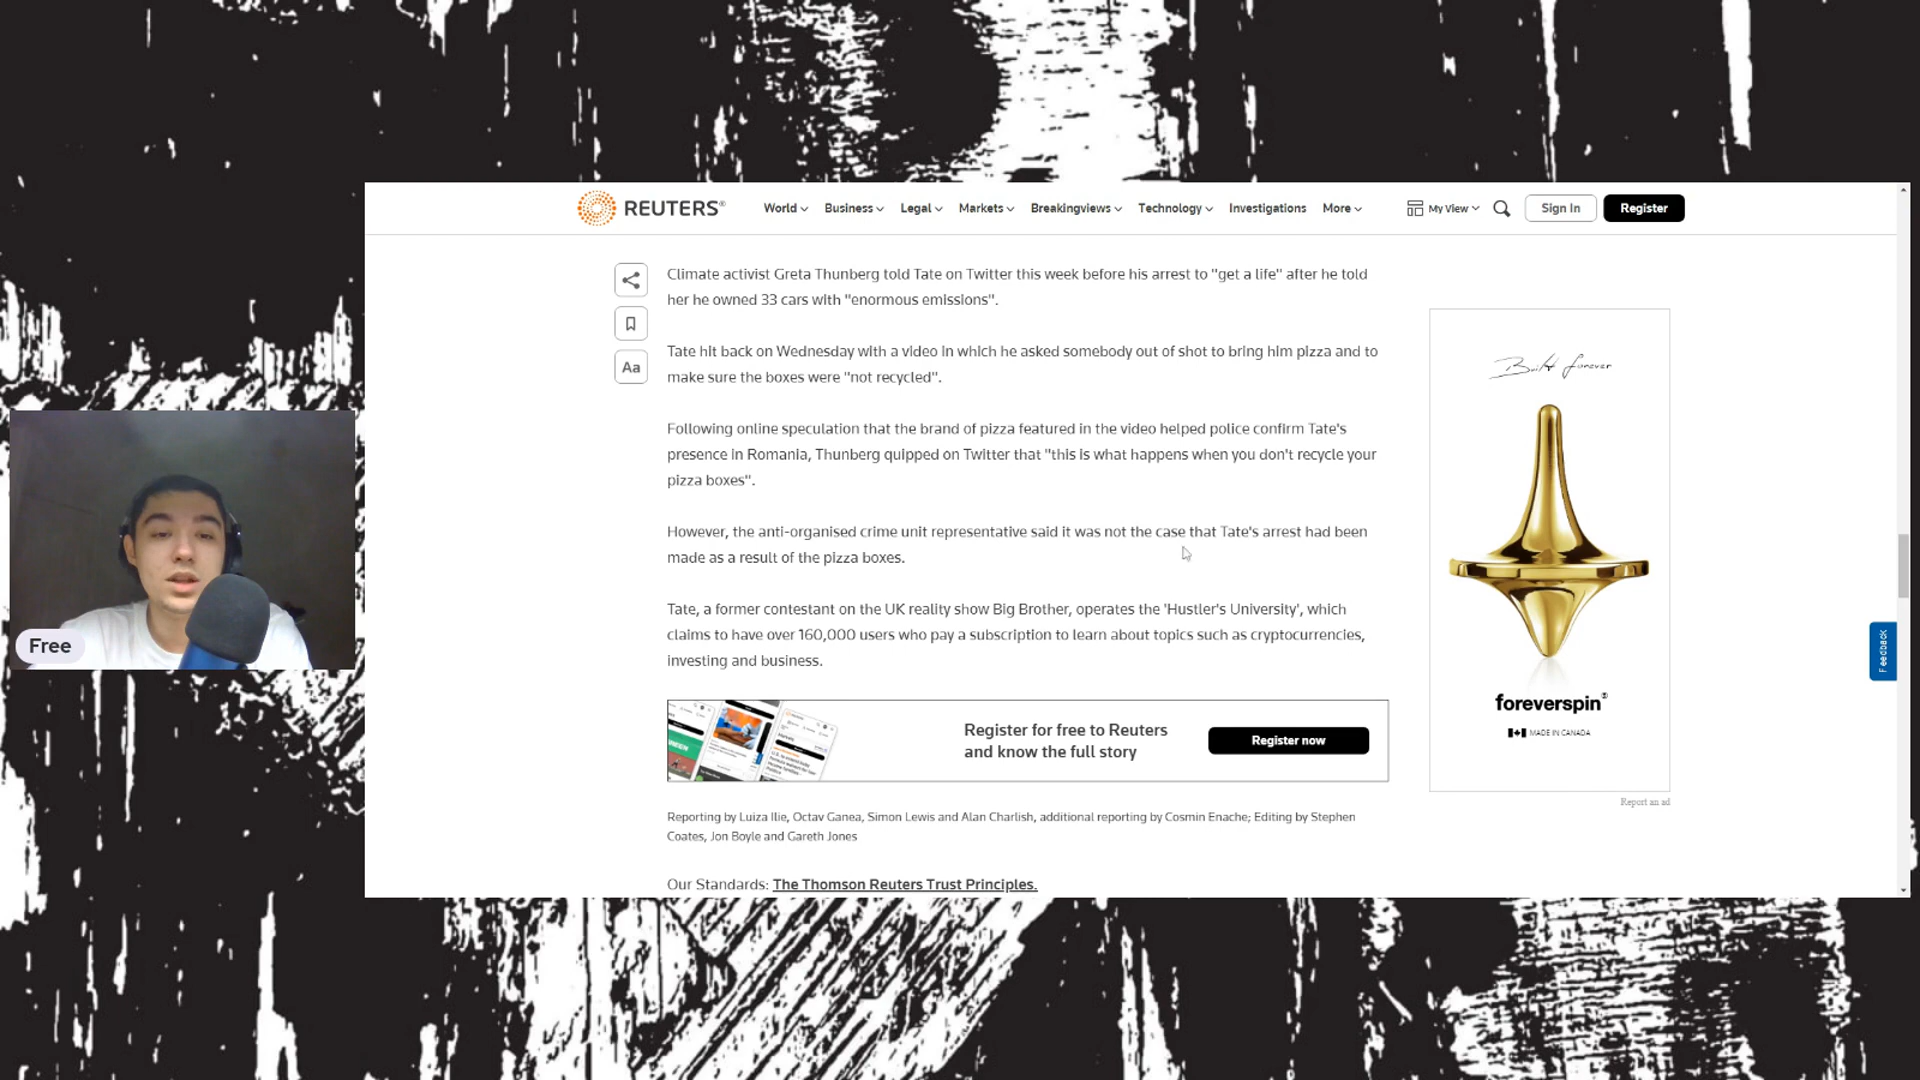 REUTERS®
World
Business
Legal
Markets
Breakingviews
Technology
Investigations
More
My View
Sign In
Register
Climate activist Greta Thunberg told Tate on Twitter this week before his arrest to "get a life" after he told
her he owned 33 cars with "enormous emissions".
Tate hit back on Wednesday with a video in which he asked somebody out of shot to bring him pizza and to
make sure the boxes were "not recycled".
Aa
Following online speculation that the brand of pizza featured in the video helped police confirm Tate's
presence in Romania, Thunberg quipped on Twitter that "this is what happens when you don't recycle your
pizza boxes".
However, the anti-organised crime unit representative said it was not the case that Tate's arrest had been
made as a result of the pizza boxes.
Tate, a former contestant on the UK reality show Big Brother, operates the 'Hustler's University', which
claims to have over 160,000 users who pay a subscription to learn about topics such as cryptocurrencies,
investing and business.
Register for free to Reuters
and know the full story
Register now
Reporting by Luiza Ilie, Octav Ganea, Simon Lewis and Alan Charlish, additional reporting by Cosmin Enache; Editing by Stephen
Coates, Jon Boyle and Gareth Jones
Our Standards: The Thomson Reuters Trust Principles.
Built forever
foreverspin
MADE IN CANADA
Report an ad
Feedback
Free